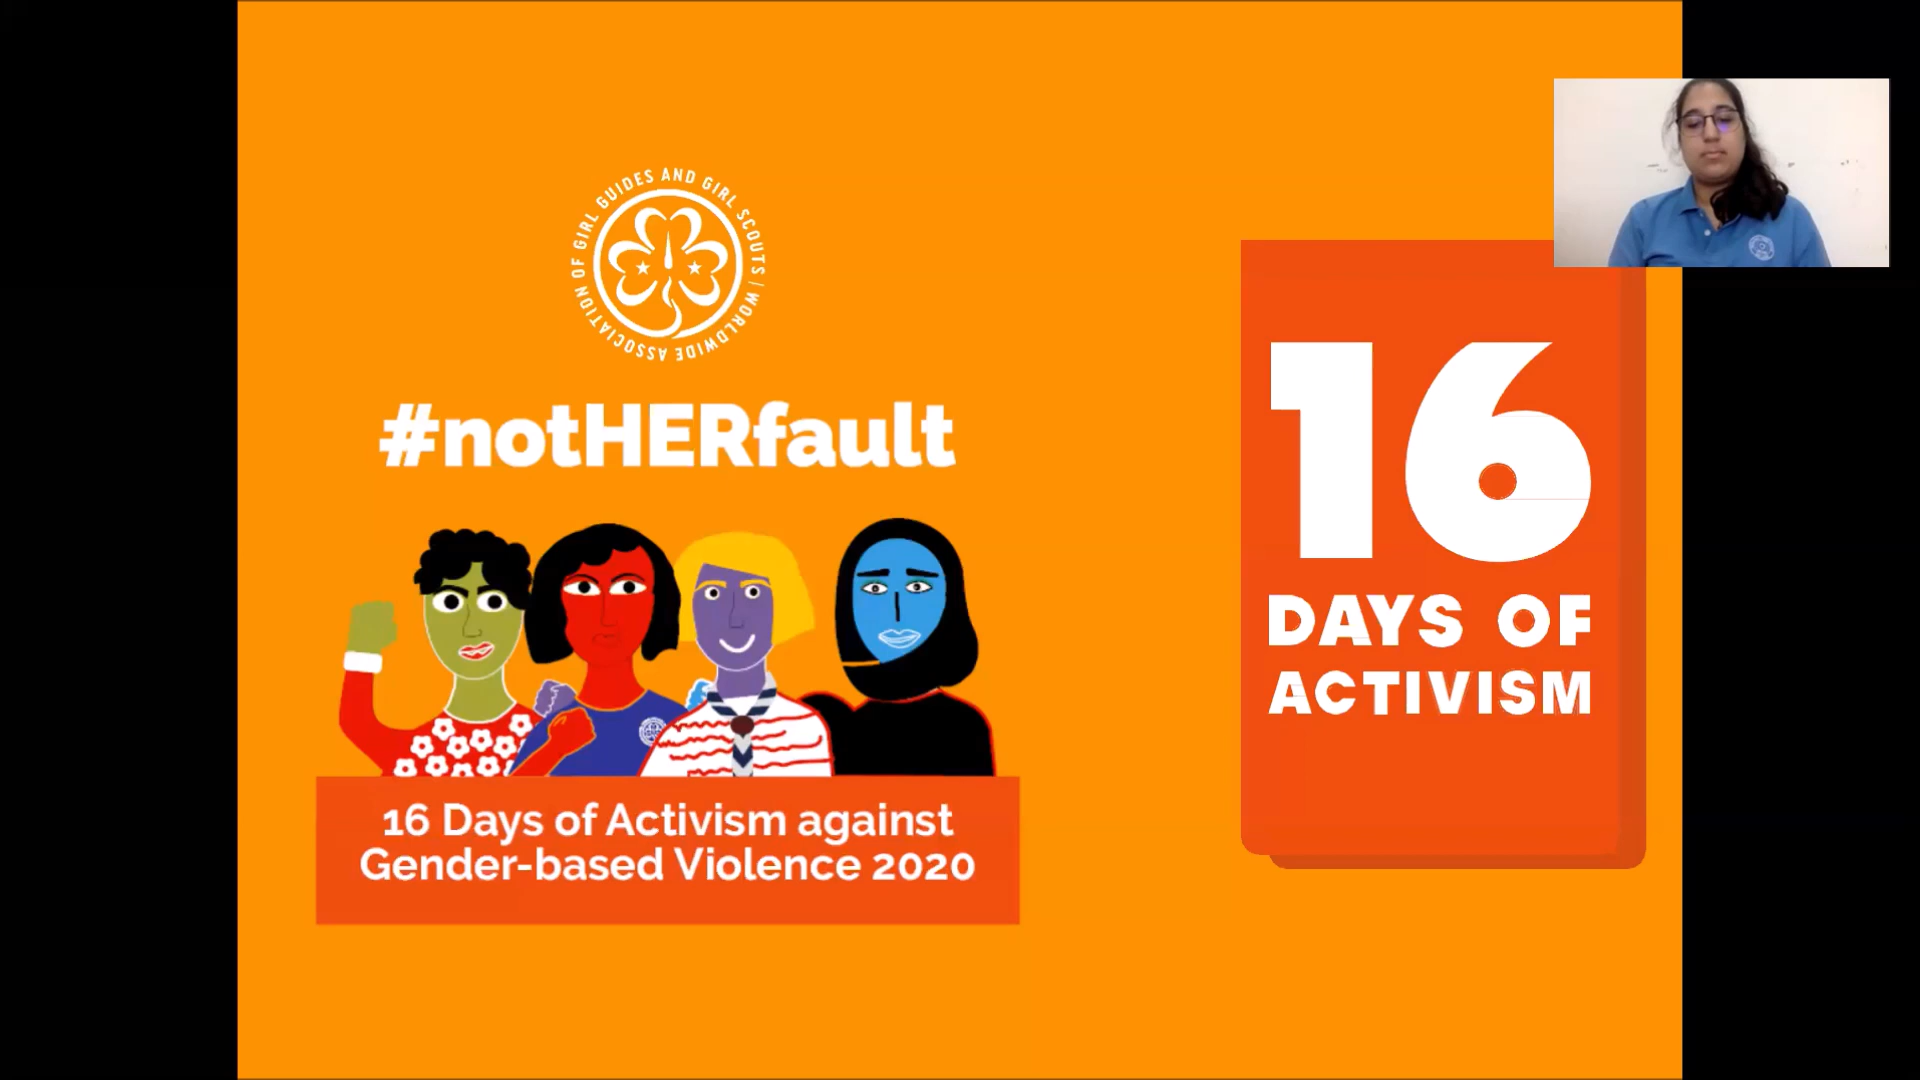 WORLDWIDE ASSOCIATION OF GIRL GUIDES AND GIRL SCOUTS |
#notHERfault
16 Days of Activism against
Gender-based Violence 2020
16
DAYS OF
ACTIVISM